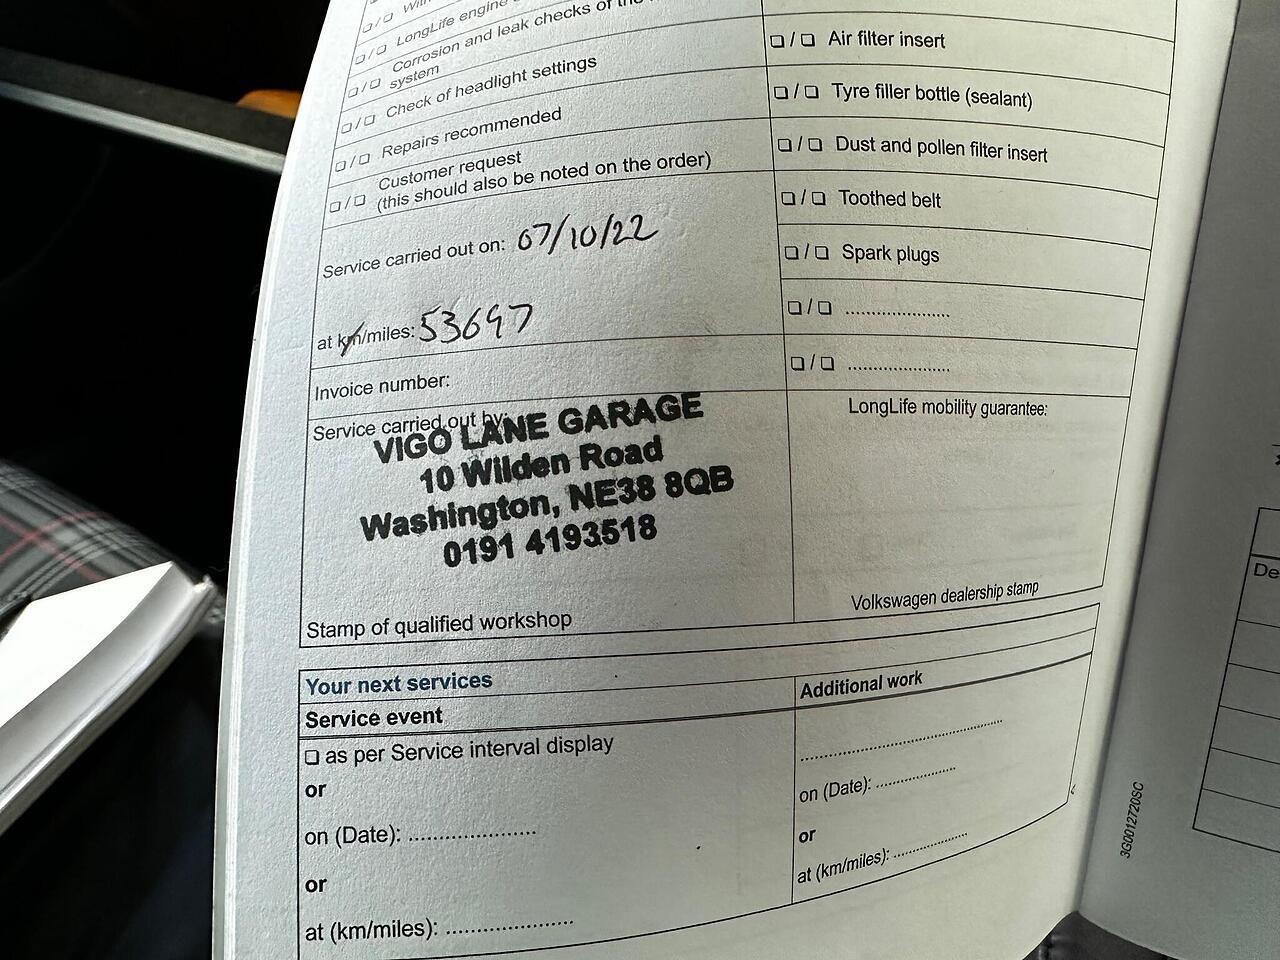 ❏ / ❏
❏ / ❏ LongLife engine
❏ / ❏ Corrosion and leak checks of the
system
❏ / ❏ Check of headlight settings
❏ / ❏ Repairs recommended
❏ / ❏ Customer request
(this should also be noted on the order)
Service carried out on: 07/10/22
at km/miles: 53697
Invoice number:
Service carried out by:
VIGO LANE GARAGE
10 Wilden Road
Washington, NE38 8QB
0191 4193518
Stamp of qualified workshop
❏ / ❏ Air filter insert
❏ / ❏ Tyre filler bottle (sealant)
❏ / ❏ Dust and pollen filter insert
❏ / ❏ Toothed belt
❏ / ❏ Spark plugs
❏ / ❏ .....................
❏ / ❏ .....................
LongLife mobility guarantee:
Volkswagen dealership stamp
Your next services
Service event
❏ as per Service interval display
or
on (Date): .....................
or
at (km/miles): .....................
Additional work
.................................
on (Date): ................
or
at (km/miles): ...............
3G0012720SC
De